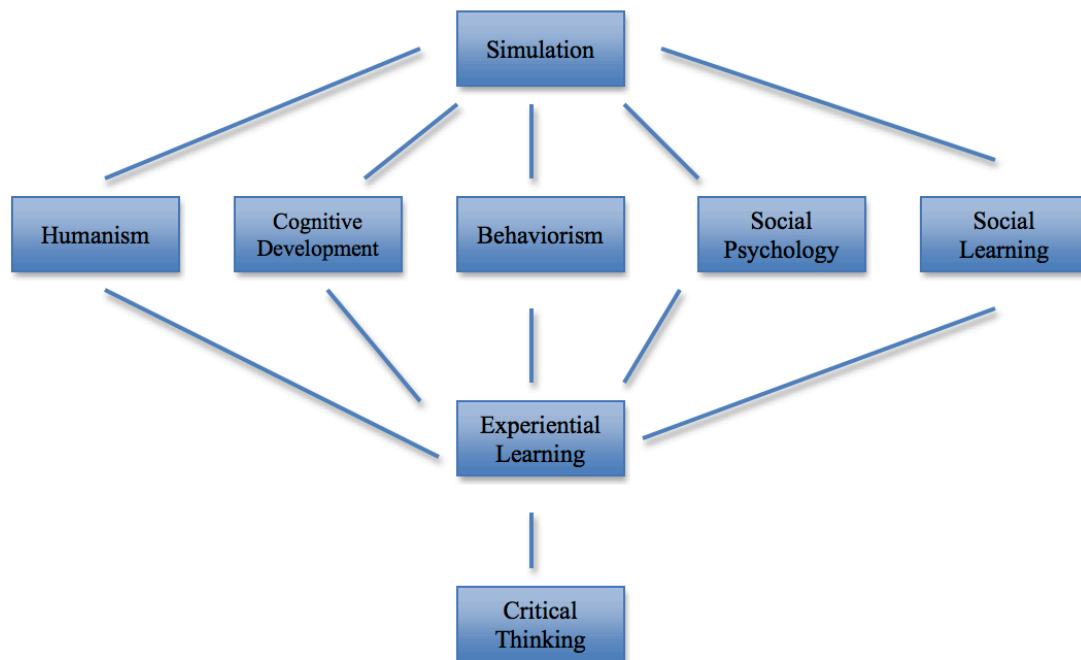 Simulation
Humanism
Cognitive
Development
Behaviorism
Social
Psychology
Social
Learning
Experiential
Learning
Critical
Thinking